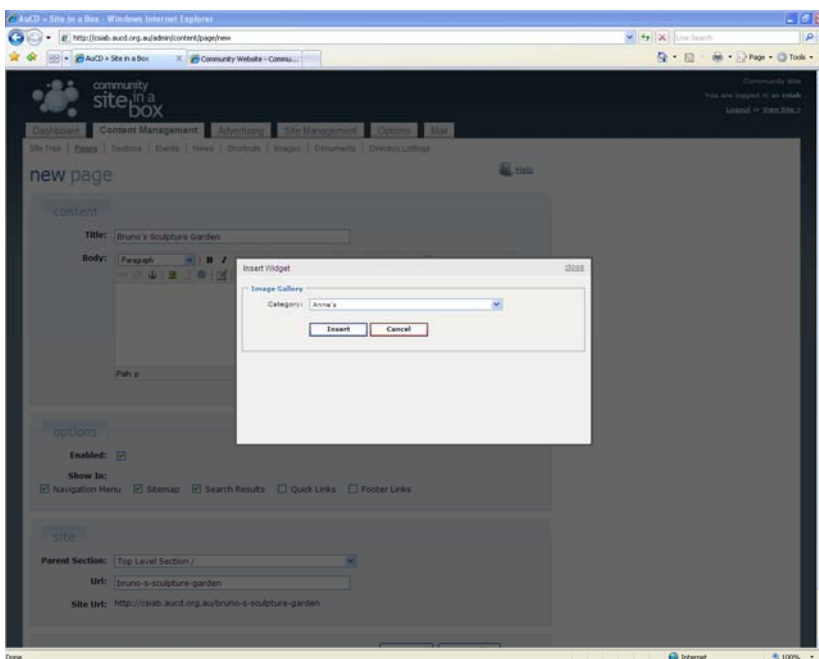 AuCD » Site in a Box - Windows Internet Explorer
http://csiab.aucd.org.au/admin/content/page/new
Live Search
AuCD » Site in a Box
Community Website - Commu...
Page
Tools
community
site in a
box
Community Site
You are logged in as csiab
Logout or View Site >
Dashboard
Content Management
Advertising
Site Management
Options
Mail
Site Tree | Pages | Sections | Events | News | Shortcuts | Images | Documents | Directory Listings
new page
Help
content
Title: Bruno's Sculpture Garden
Body: Paragraph
B I
Path: p
Insert Widget
close
Image Gallery
Category: Anne's
Insert
Cancel
options
Enabled:
Show In:
Navigation Menu
Sitemap
Search Results
Quick Links
Footer Links
site
Parent Section: Top Level Section /
Url: bruno-s-sculpture-garden
Site Url: http://csiab.aucd.org.au/bruno-s-sculpture-garden
Done
Internet
100%